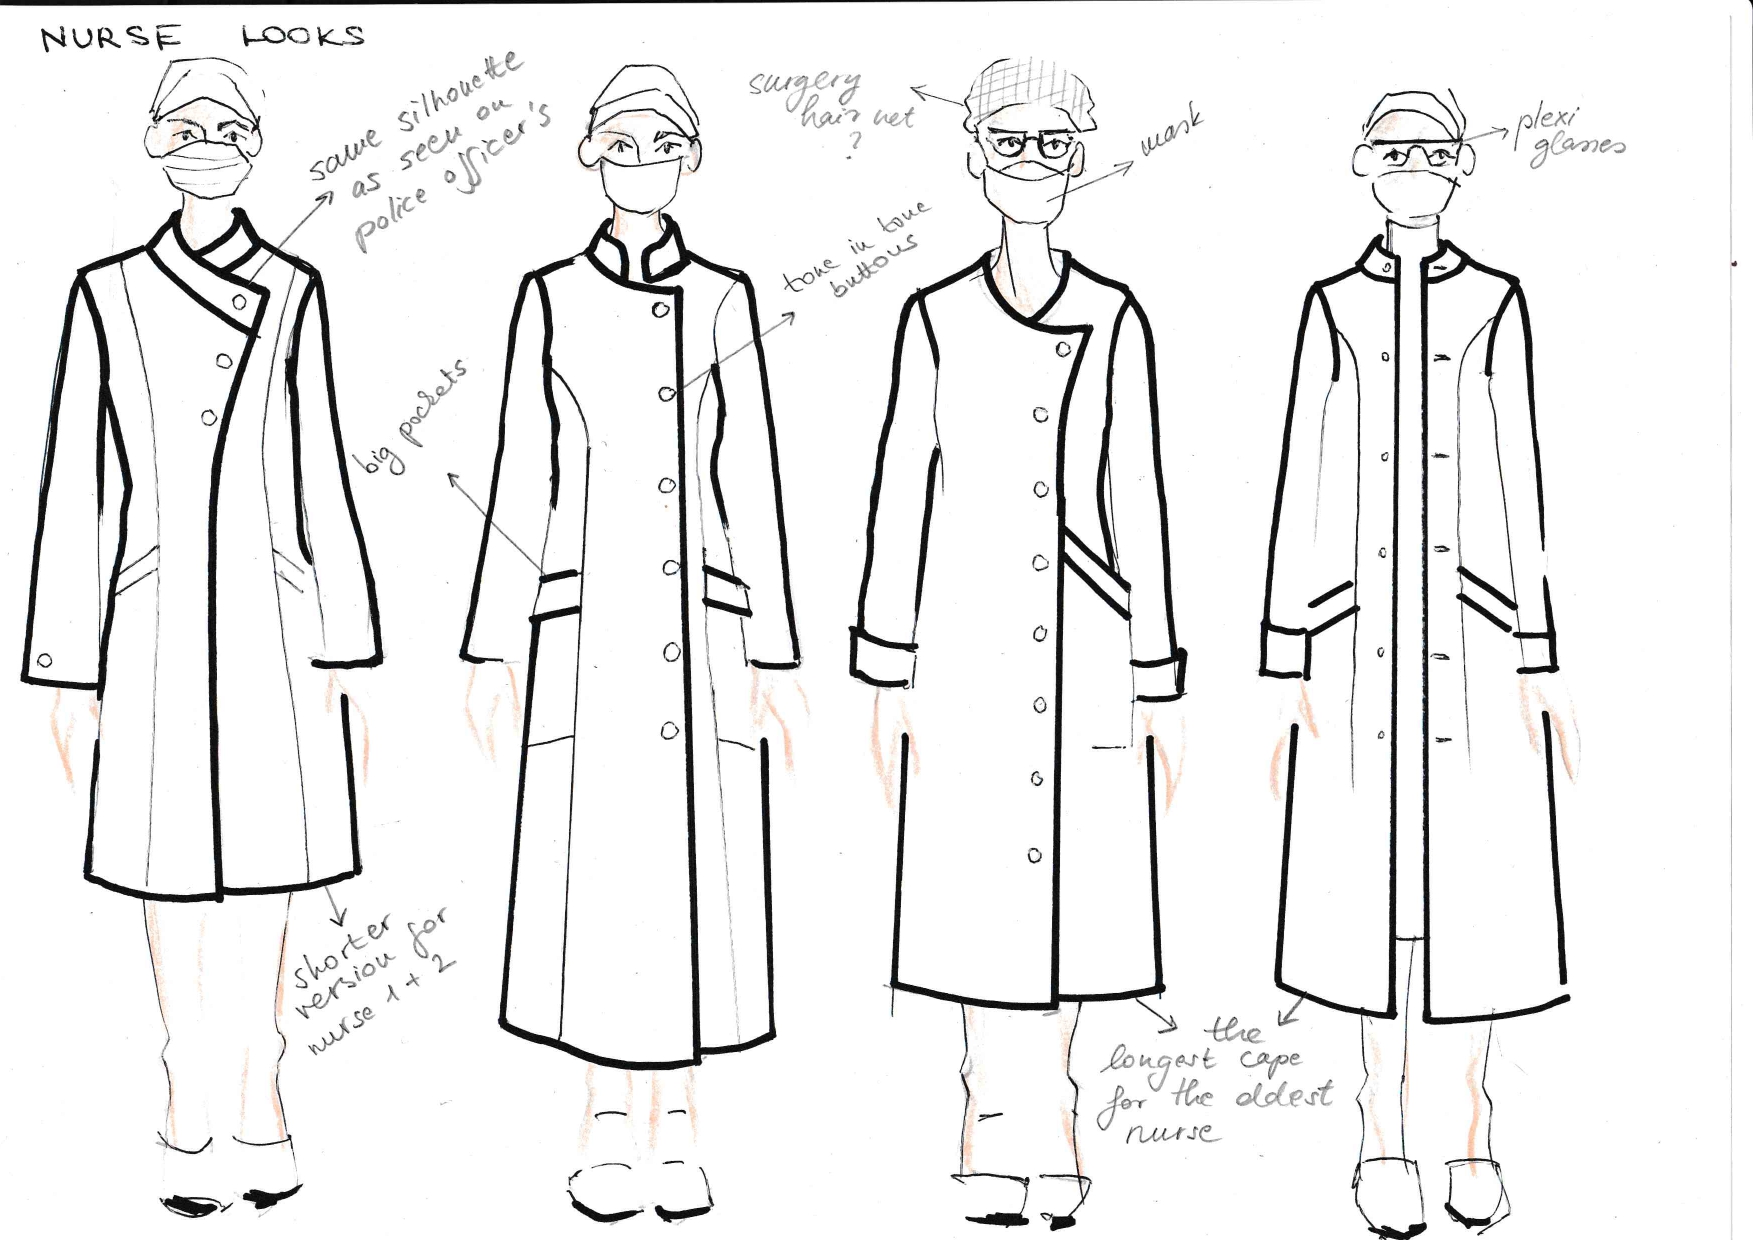 NURSE LOOKS
same silhouette
as seen on
police officer's
surgery
hair net
?
mask
plexi
glasses
tone in tone
buttons
big pockets
shorter
version for
nurse 1 + 2
the
longest cape
for the oldest
nurse